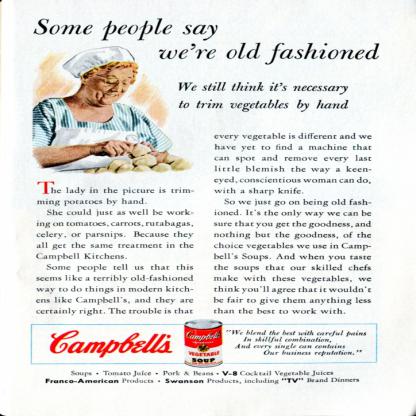 Some people say
we're old fashioned
We still think it's necessary
to trim vegetables by hand
The lady in the picture is trim-
ming potatoes by hand.
She could just as well be work-
ing on tomatoes, carrots, rutabagas,
celery, or parsnips. Because they
all get the same treatment in the
Campbell Kitchens.
Some people tell us that this
seems like a terribly old-fashioned
way to do things in modern kitch-
ens like Campbell's, and they are
certainly right. The trouble is that
every vegetable is different and we
have yet to find a machine that
can spot and remove every last
little blemish the way a keen-
eyed, conscientious woman can do,
with a sharp knife.
So we just go on being old fash-
ioned. It's the only way we can be
sure that you get the goodness, and
nothing but the goodness, of the
choice vegetables we use in Camp-
bell's Soups. And when you taste
the soups that our skilled chefs
make with these vegetables, we
think you'll agree that it wouldn't
be fair to give them anything less
than the best to work with.
Campbell's
Campbell's
VEGETABLE
SOUP
"We blend the best with careful pains
In skillful combination,
And every single can contains
Our business reputation."
Soups • Tomato Juice • Pork & Beans • V-8 Cocktail Vegetable Juices
Franco-American Products • Swanson Products, including "TV" Brand Dinners